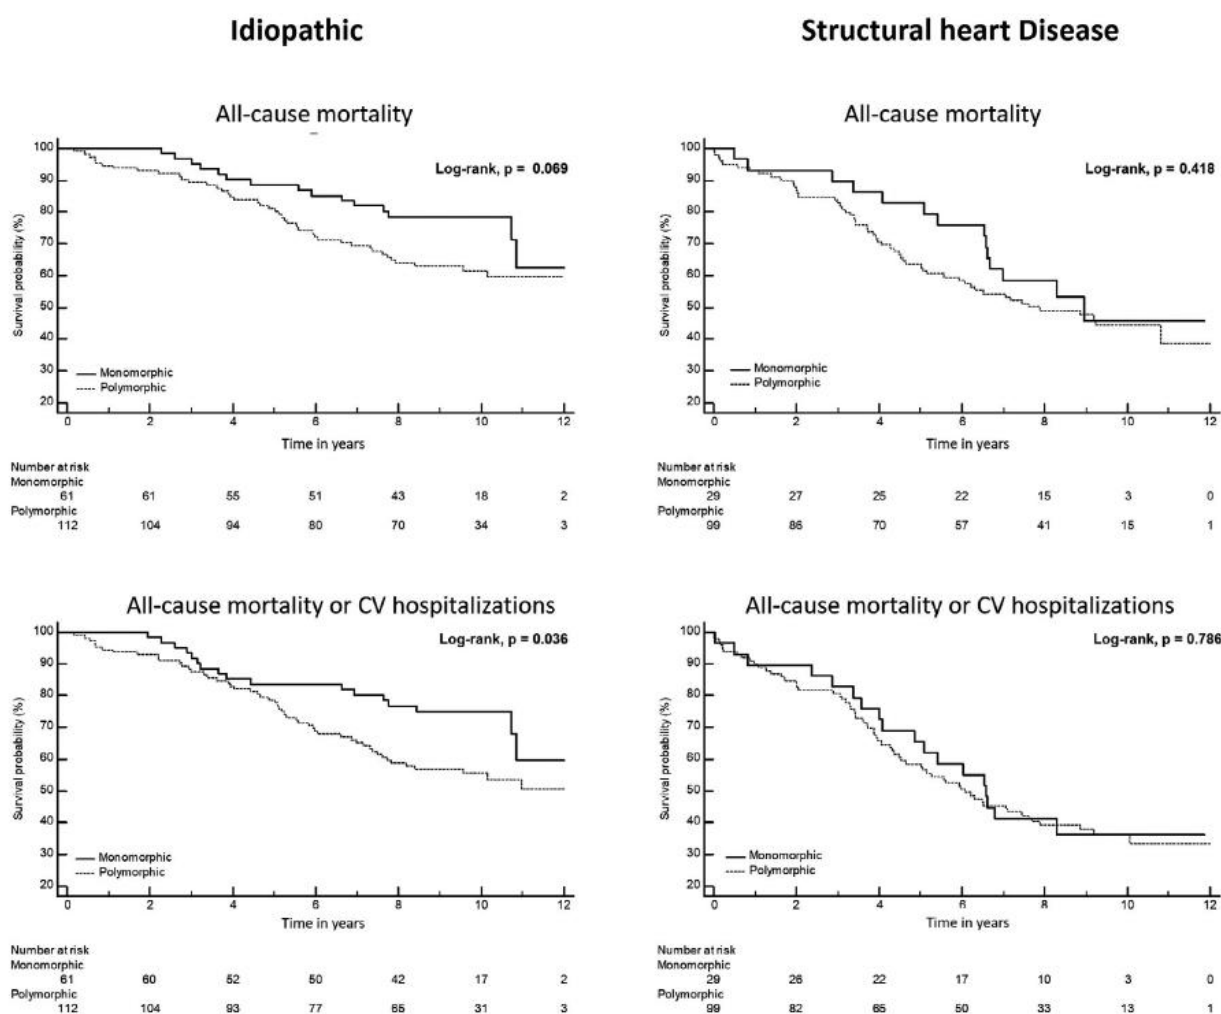 Idiopathic
Structural heart Disease
All-cause mortality
Log-rank, p = 0.069
Survival probability (%)
100
90
80
70
60
50
40
30
20
Monomorphic
Polymorphic
0 2 4 6 8 10 12
Time in years
Number at risk
Monomorphic
61 61 55 51 43 18 2
Polymorphic
112 104 94 80 70 34 3
All-cause mortality
Log-rank, p = 0.418
Survival probability (%)
100
90
80
70
60
50
40
30
20
Monomorphic
Polymorphic
0 2 4 6 8 10 12
Time in years
Number at risk
Monomorphic
29 27 25 22 15 3 0
Polymorphic
99 86 70 57 41 15 1
All-cause mortality or CV hospitalizations
Log-rank, p = 0.036
Survival probability (%)
100
90
80
70
60
50
40
30
20
Monomorphic
Polymorphic
0 2 4 6 8 10 12
Time in years
Number at risk
Monomorphic
61 60 52 50 42 17 2
Polymorphic
112 104 93 77 65 31 3
All-cause mortality or CV hospitalizations
Log-rank, p = 0.786
Survival probability (%)
100
90
80
70
60
50
40
30
20
Monomorphic
Polymorphic
0 2 4 6 8 10 12
Time in years
Number at risk
Monomorphic
29 26 22 17 10 3 0
Polymorphic
99 82 65 50 33 13 1